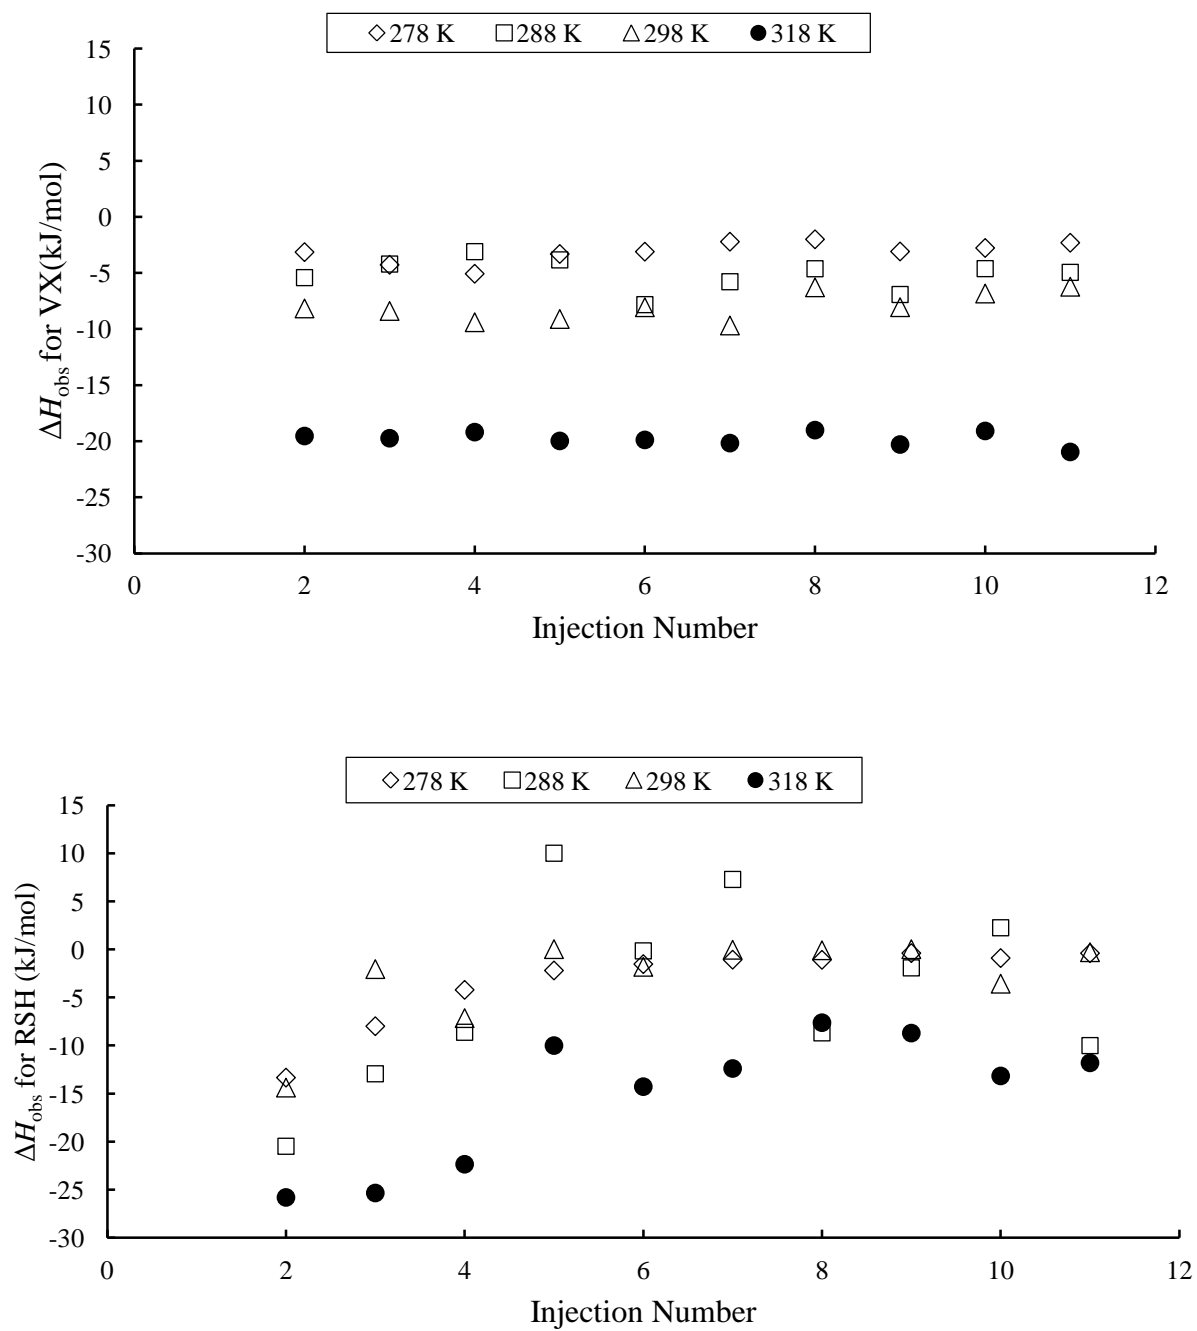 278 K 288 K 298 K 318 K
15
10
5
0
-5
-10
-15
-20
-25
-30
ΔHobs for VX(kJ/mol)
0 2 4 6 8 10 12
Injection Number
278 K 288 K 298 K 318 K
15
10
5
0
-5
-10
-15
-20
-25
-30
ΔHobs for RSH (kJ/mol)
0 2 4 6 8 10 12
Injection Number